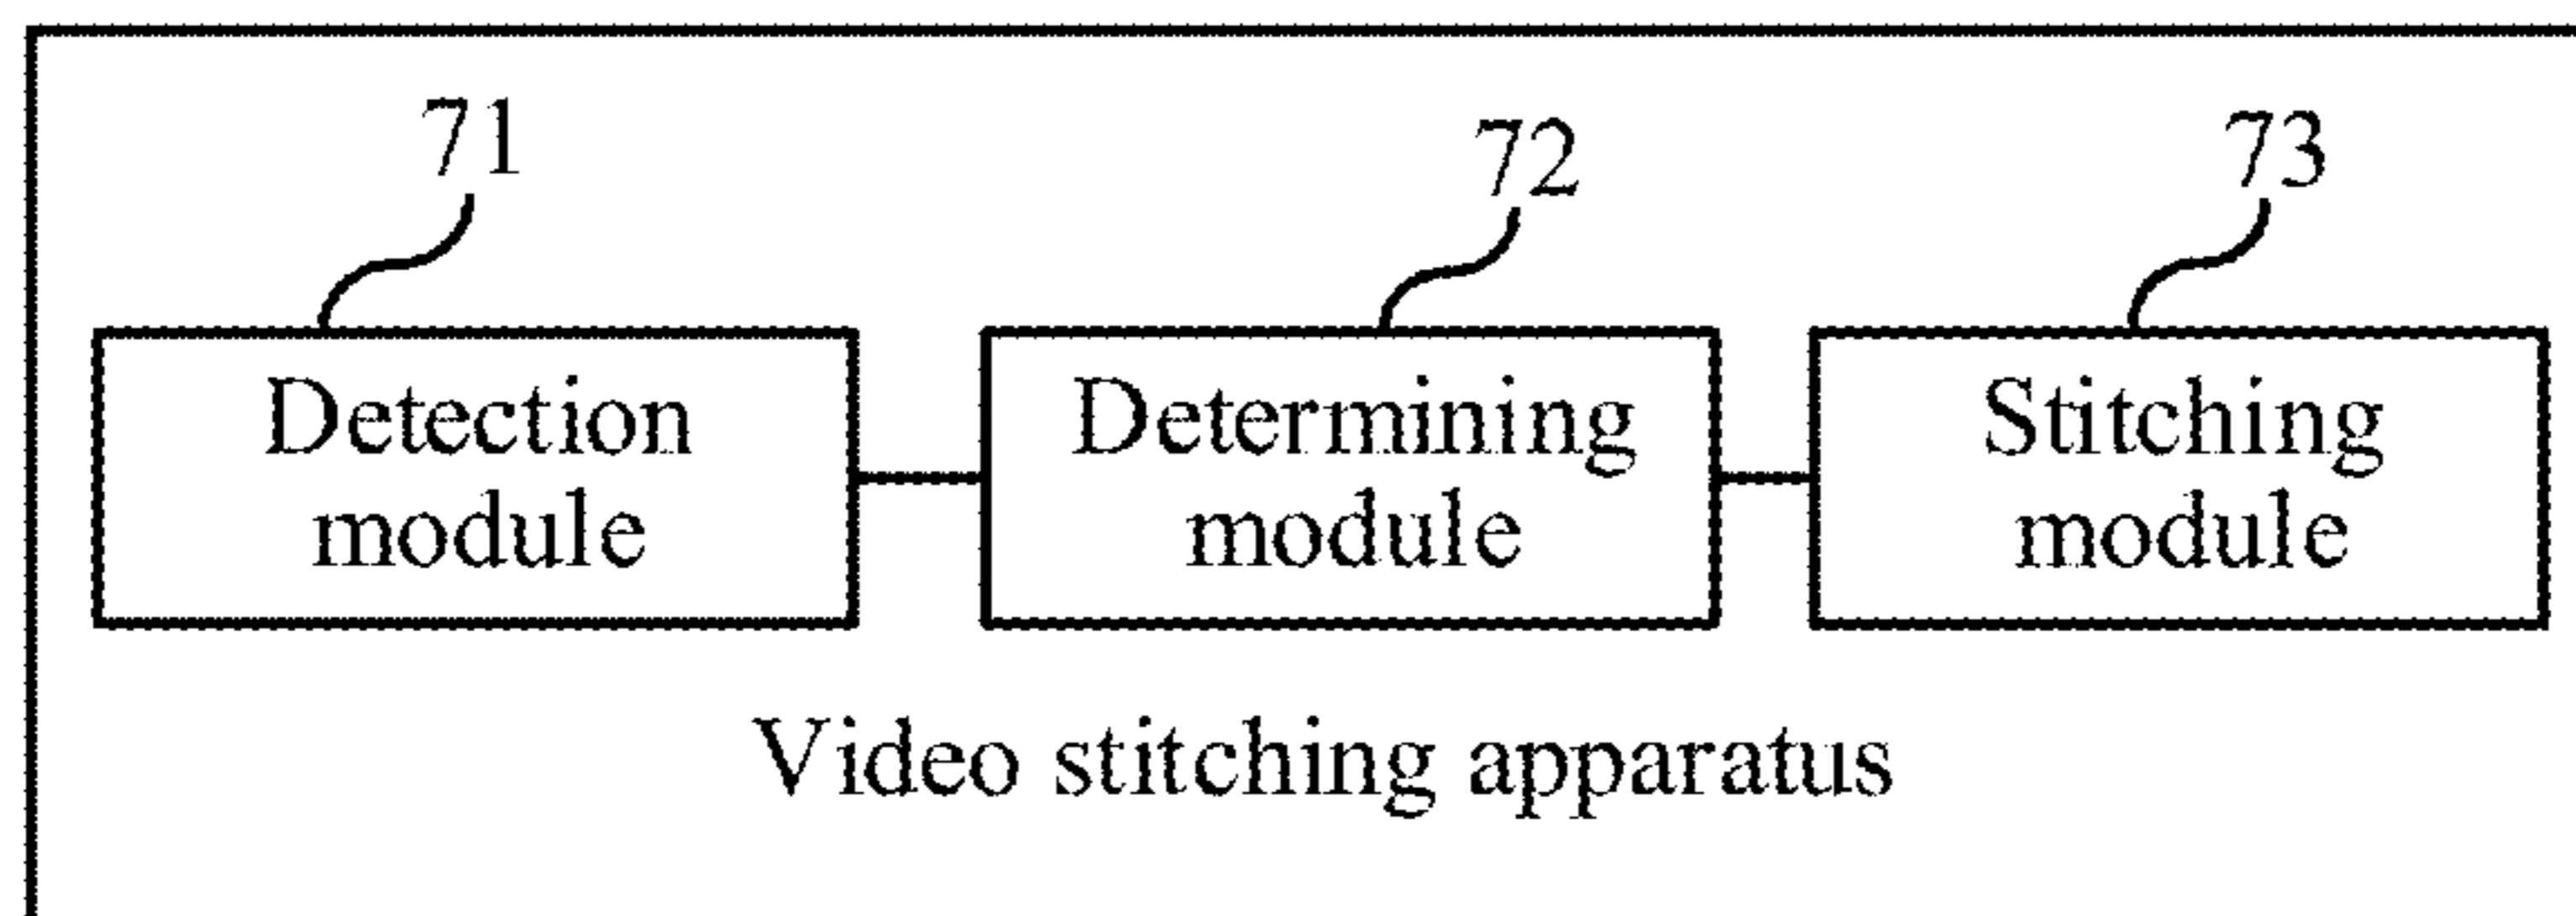 71
72
73
Detection
module
Determining
module
Stitching
module
Video stitching apparatus